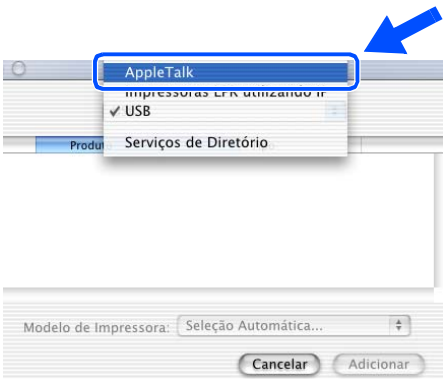 AppleTalk
Impressoras LPR utilizando IP
✓ USB
Serviços de Diretório
Modelo de Impressora: Seleção Automática...
Cancelar Adicionar